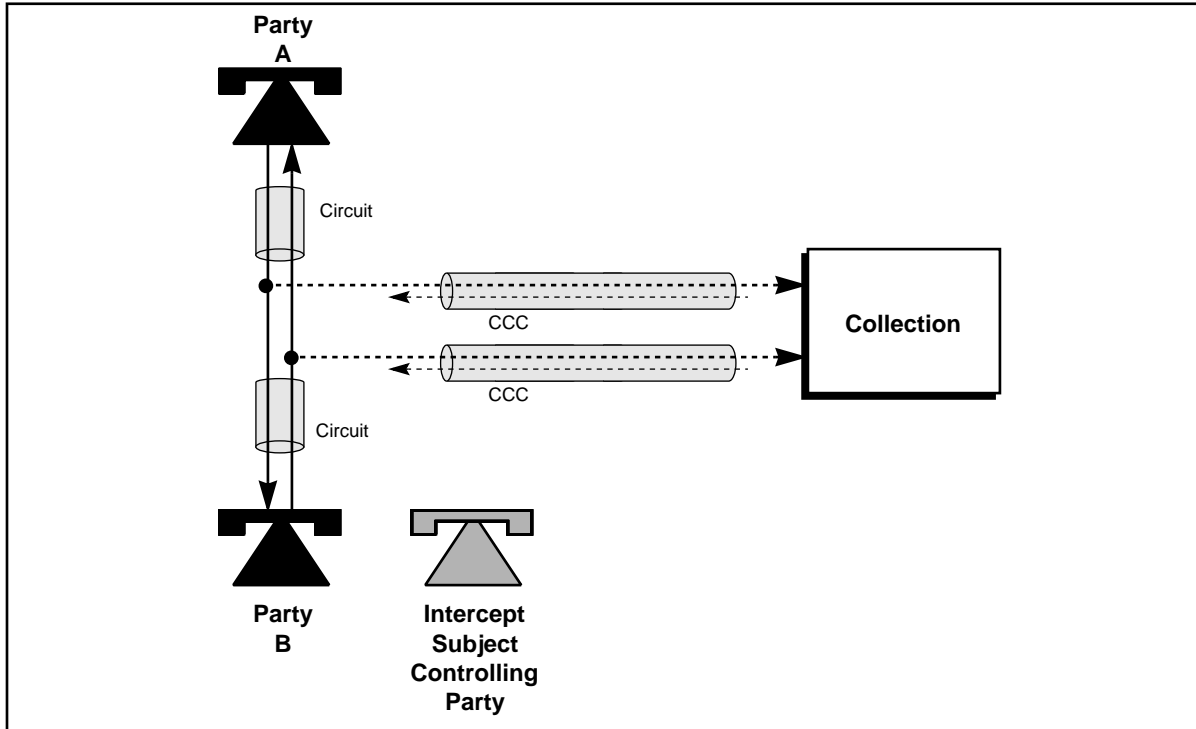 Party
A
Circuit
CCC
Collection
CCC
Circuit
Party
B
Intercept
Subject
Controlling
Party